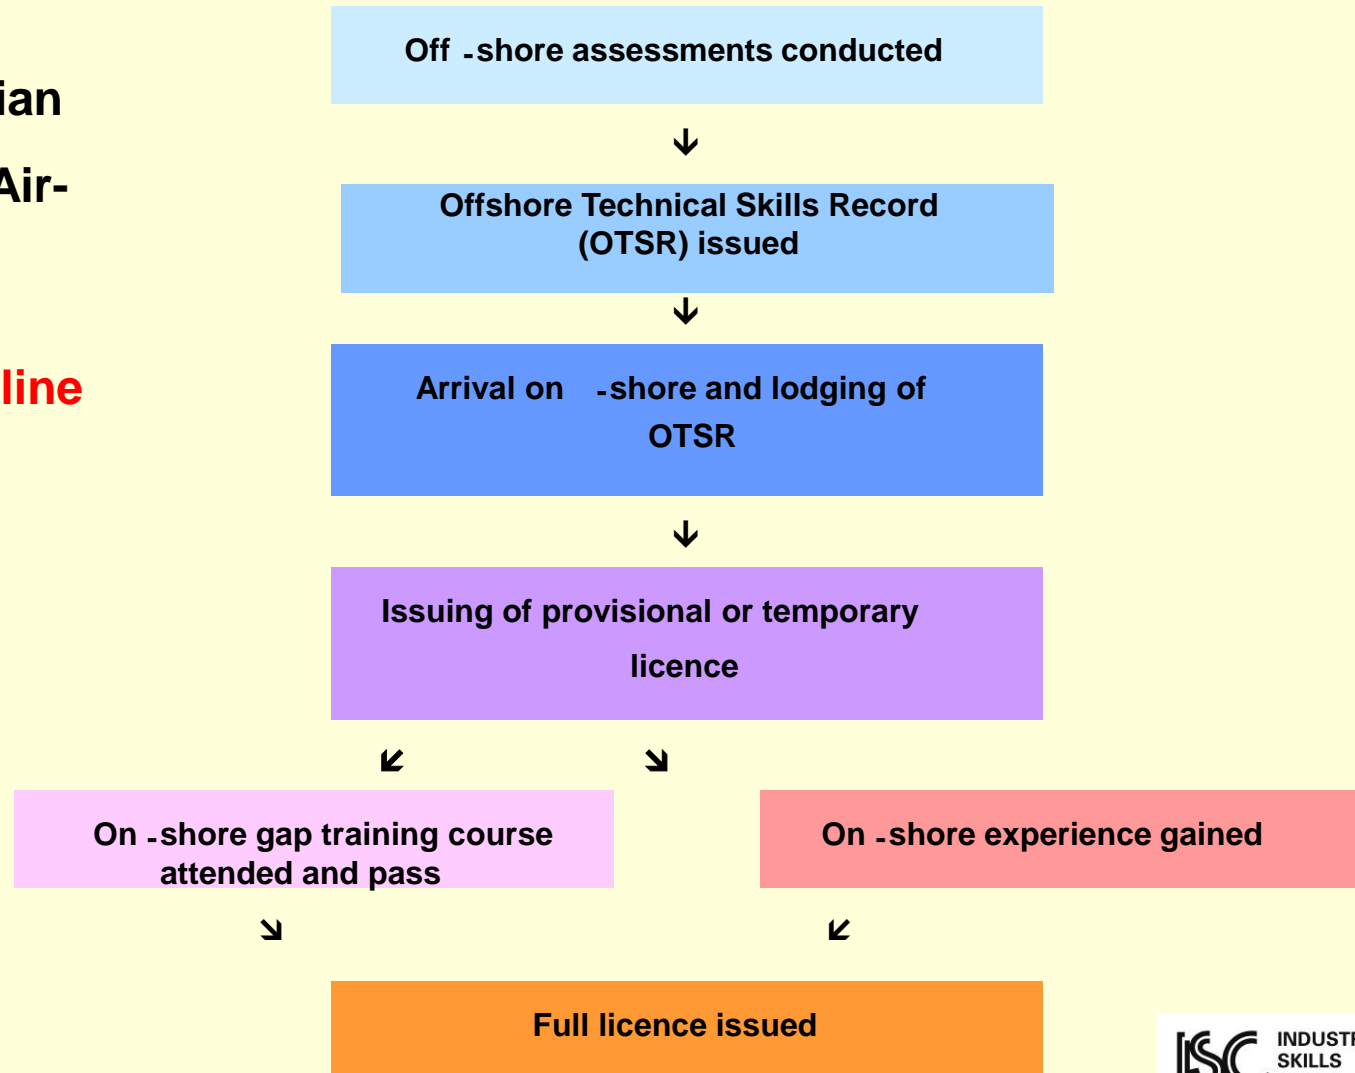 ian
Air-
line
Off -shore assessments conducted
Offshore Technical Skills Record
(OTSR) issued
Arrival on -shore and lodging of
OTSR
Issuing of provisional or temporary
licence
On -shore gap training course
attended and pass
On -shore experience gained
Full licence issued
ISC
INDUSTR
SKILLS